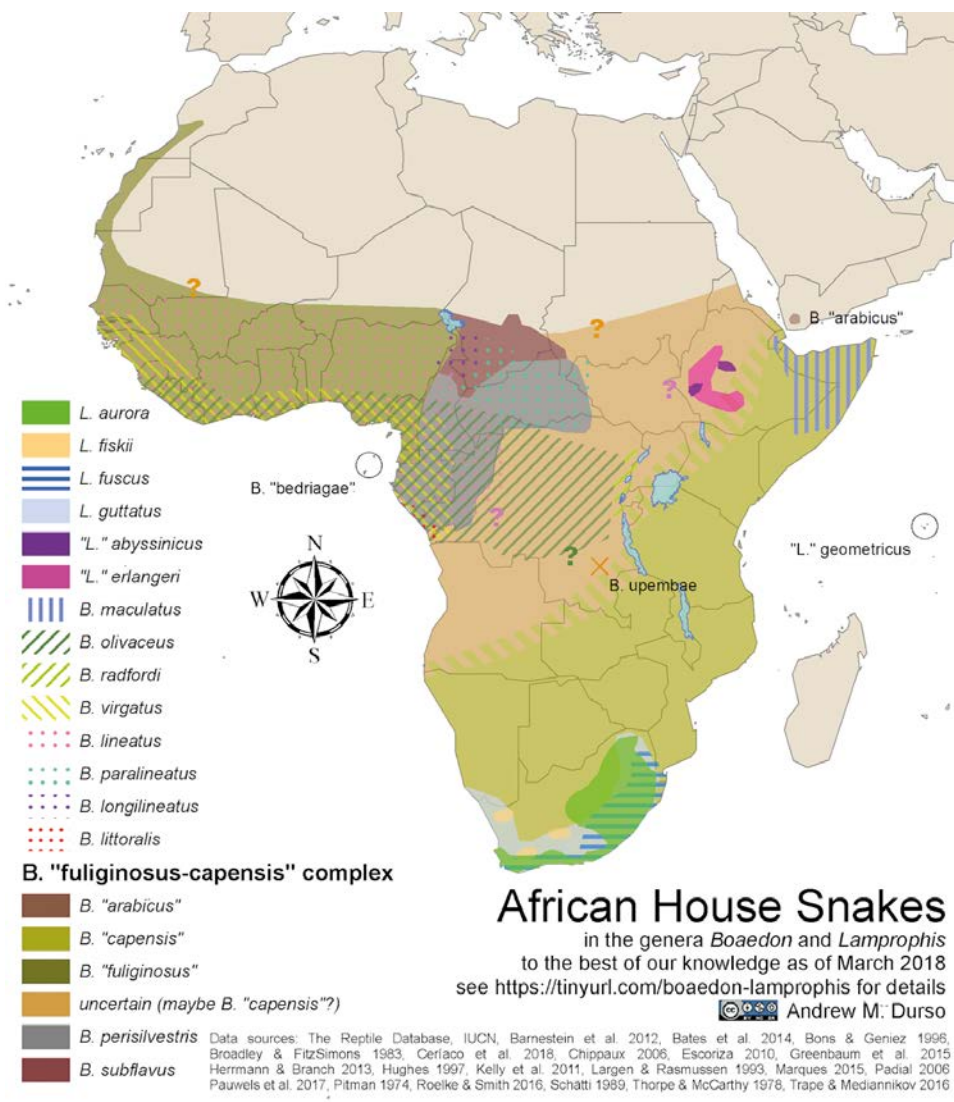 B. "arabicus"
?
?
?
L. aurora
L. fiskii
L. fuscus
L. guttatus
"L." abyssinicus
"L." erlangeri
B. maculatus
B. olivaceus
B. radfordi
B. virgatus
B. lineatus
B. paralineatus
B. longilineatus
B. littoralis
B. "bedriagae"
?
"L." geometricus
?
B. upembae
N
W E
S
B. "fuliginosus-capensis" complex
B. "arabicus"
B. "capensis"
B. "fuliginosus"
uncertain (maybe B. "capensis"?)
B. perisilvestris
B. subflavus
African House Snakes
in the genera Boaedon and Lamprophis
to the best of our knowledge as of March 2018
see https://tinyurl.com/boaedon-lamprophis for details
Andrew M. Durso
Data sources: The Reptile Database, IUCN, Barnestein et al. 2012, Bates et al. 2014, Bons & Geniez 1996,
Broadley & FitzSimons 1983, Ceríaco et al. 2018, Chippaux 2006, Escoriza 2010, Greenbaum et al. 2015
Herrmann & Branch 2013, Hughes 1997, Kelly et al. 2011, Largen & Rasmussen 1993, Marques 2015, Padial 2006
Pauwels et al. 2017, Pitman 1974, Roelke & Smith 2016, Schätti 1989, Thorpe & McCarthy 1978, Trape & Mediannikov 2016